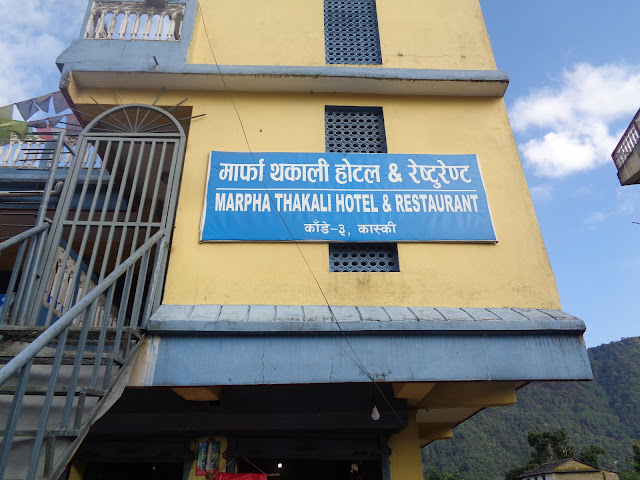 मार्फा थकाली होटल & रेष्टुरेण्ट
MARPHA THAKALI HOTEL & RESTAURANT
काँडे-३, कास्की